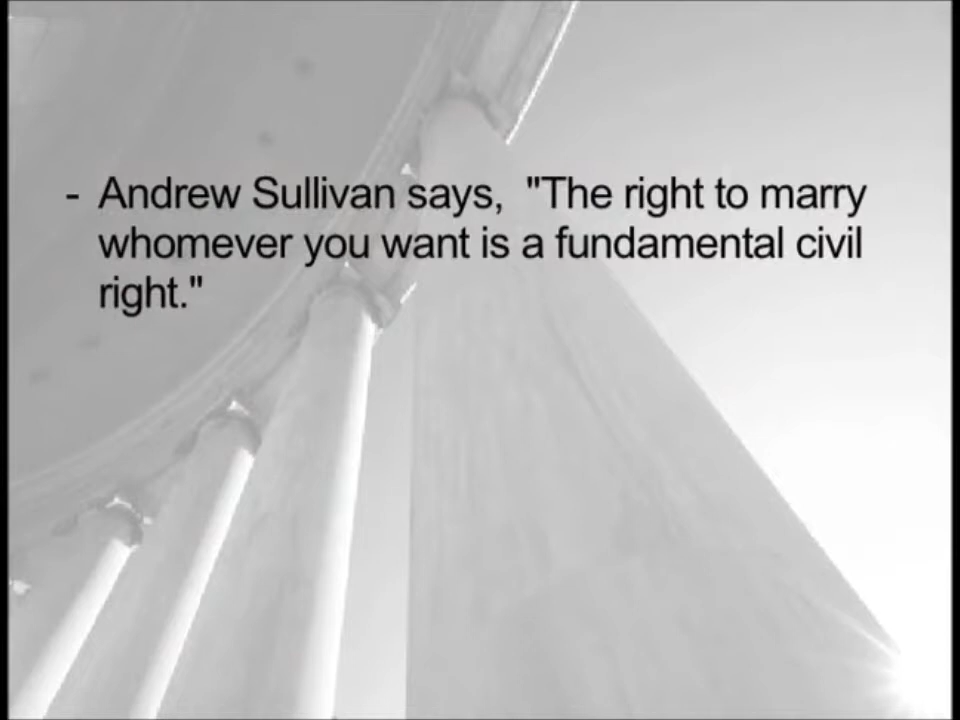 - Andrew Sullivan says, "The right to marry
whomever you want is a fundamental civil
right."